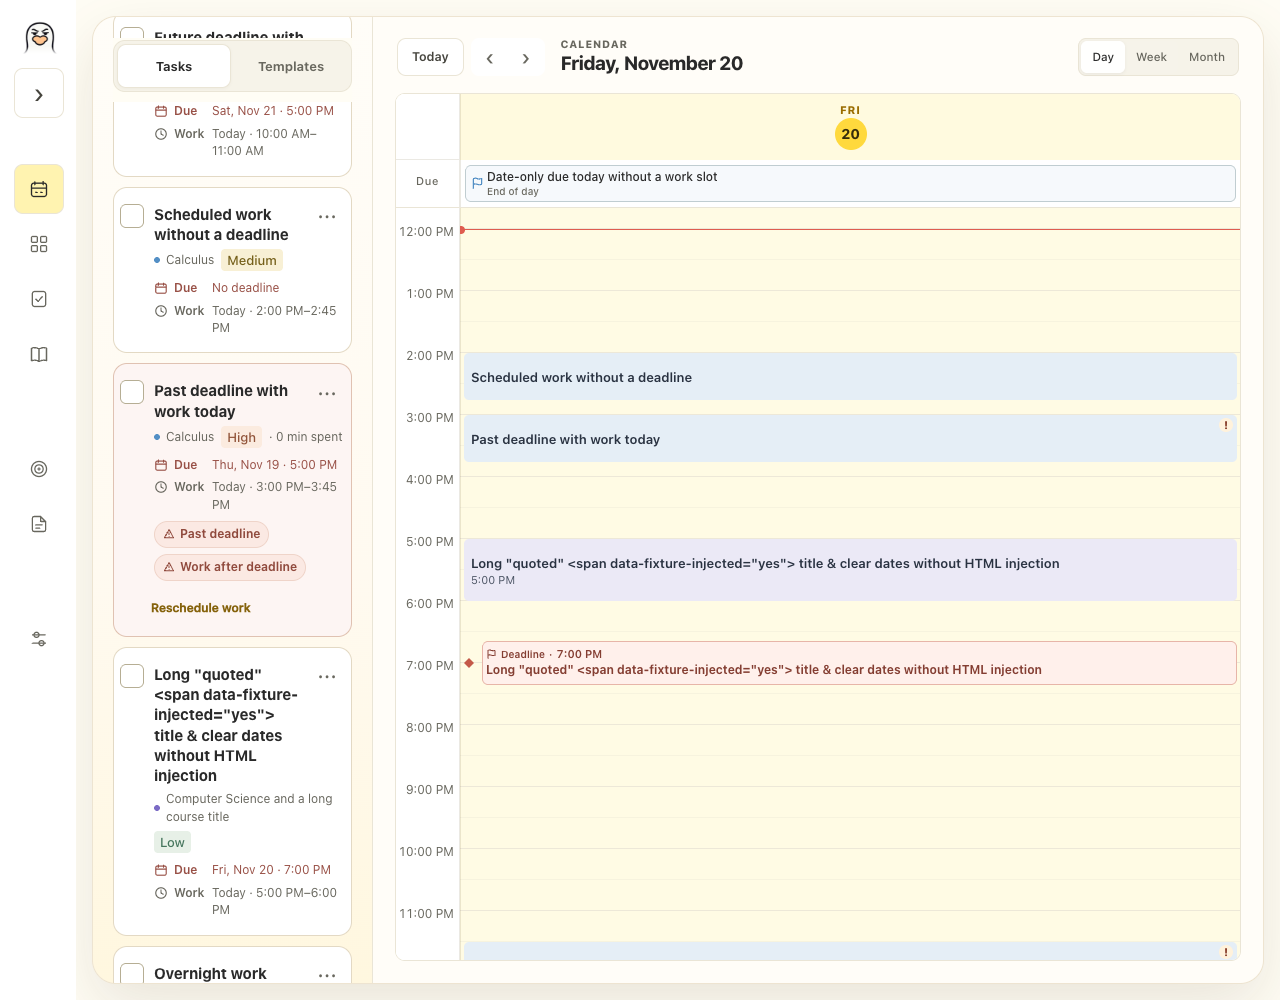 Future deadline with
Tasks
Templates
Due Sat, Nov 21 · 5:00 PM
Work Today · 10:00 AM–
11:00 AM
Scheduled work
without a deadline
Calculus Medium
Due No deadline
Work Today · 2:00 PM–2:45
PM
Past deadline with
work today
Calculus High · 0 min spent
Due Thu, Nov 19 · 5:00 PM
Work Today · 3:00 PM–3:45
PM
Past deadline
Work after deadline
Reschedule work
Long "quoted"
<span data-fixture-
injected="yes">
title & clear dates
without HTML
injection
Computer Science and a long
course title
Low
Due Fri, Nov 20 · 7:00 PM
Work Today · 5:00 PM–6:00
PM
Overnight work
Today
CALENDAR
Friday, November 20
Day Week Month
FRI
20
Due
Date-only due today without a work slot
End of day
12:00 PM
1:00 PM
2:00 PM
Scheduled work without a deadline
3:00 PM
!
Past deadline with work today
4:00 PM
5:00 PM
Long "quoted" <span data-fixture-injected="yes"> title & clear dates without HTML injection
5:00 PM
6:00 PM
Deadline · 7:00 PM
7:00 PM
Long "quoted" <span data-fixture-injected="yes"> title & clear dates without HTML injection
8:00 PM
9:00 PM
10:00 PM
11:00 PM
!